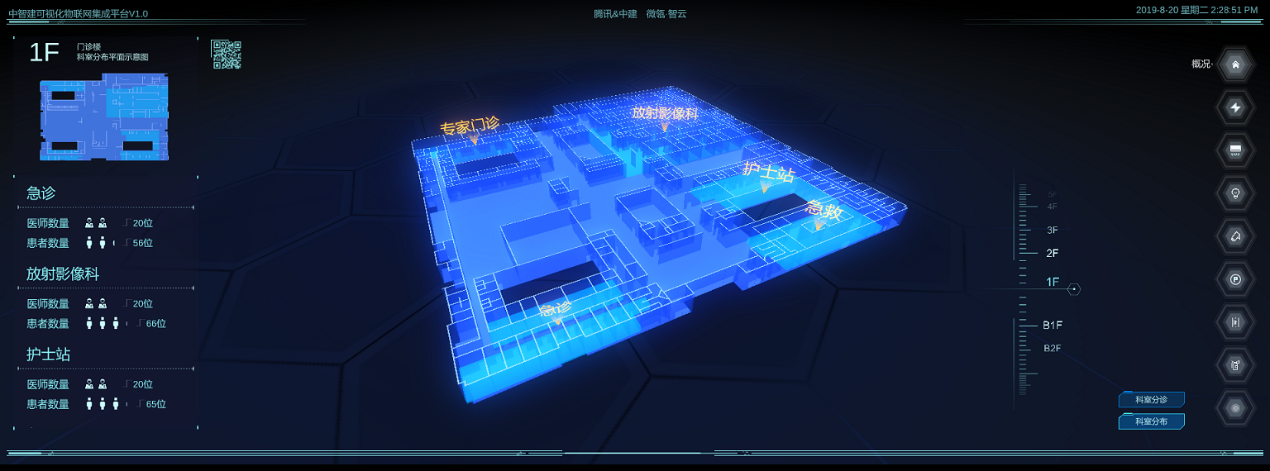 中智建可视化物联网集成平台V1.0
腾讯&中建 微瓴·智云
2019-8-20 星期二 2:28:51 PM
1F
门诊楼
科室分布平面示意图
急诊
医师数量 20位
患者数量 56位
放射影像科
医师数量 20位
患者数量 66位
护士站
医师数量 20位
患者数量 65位
专家门诊
放射影像科
护士站
急救
急诊
4F
3F
2F
1F
B1F
B2F
概况
科室分诊
科室分布